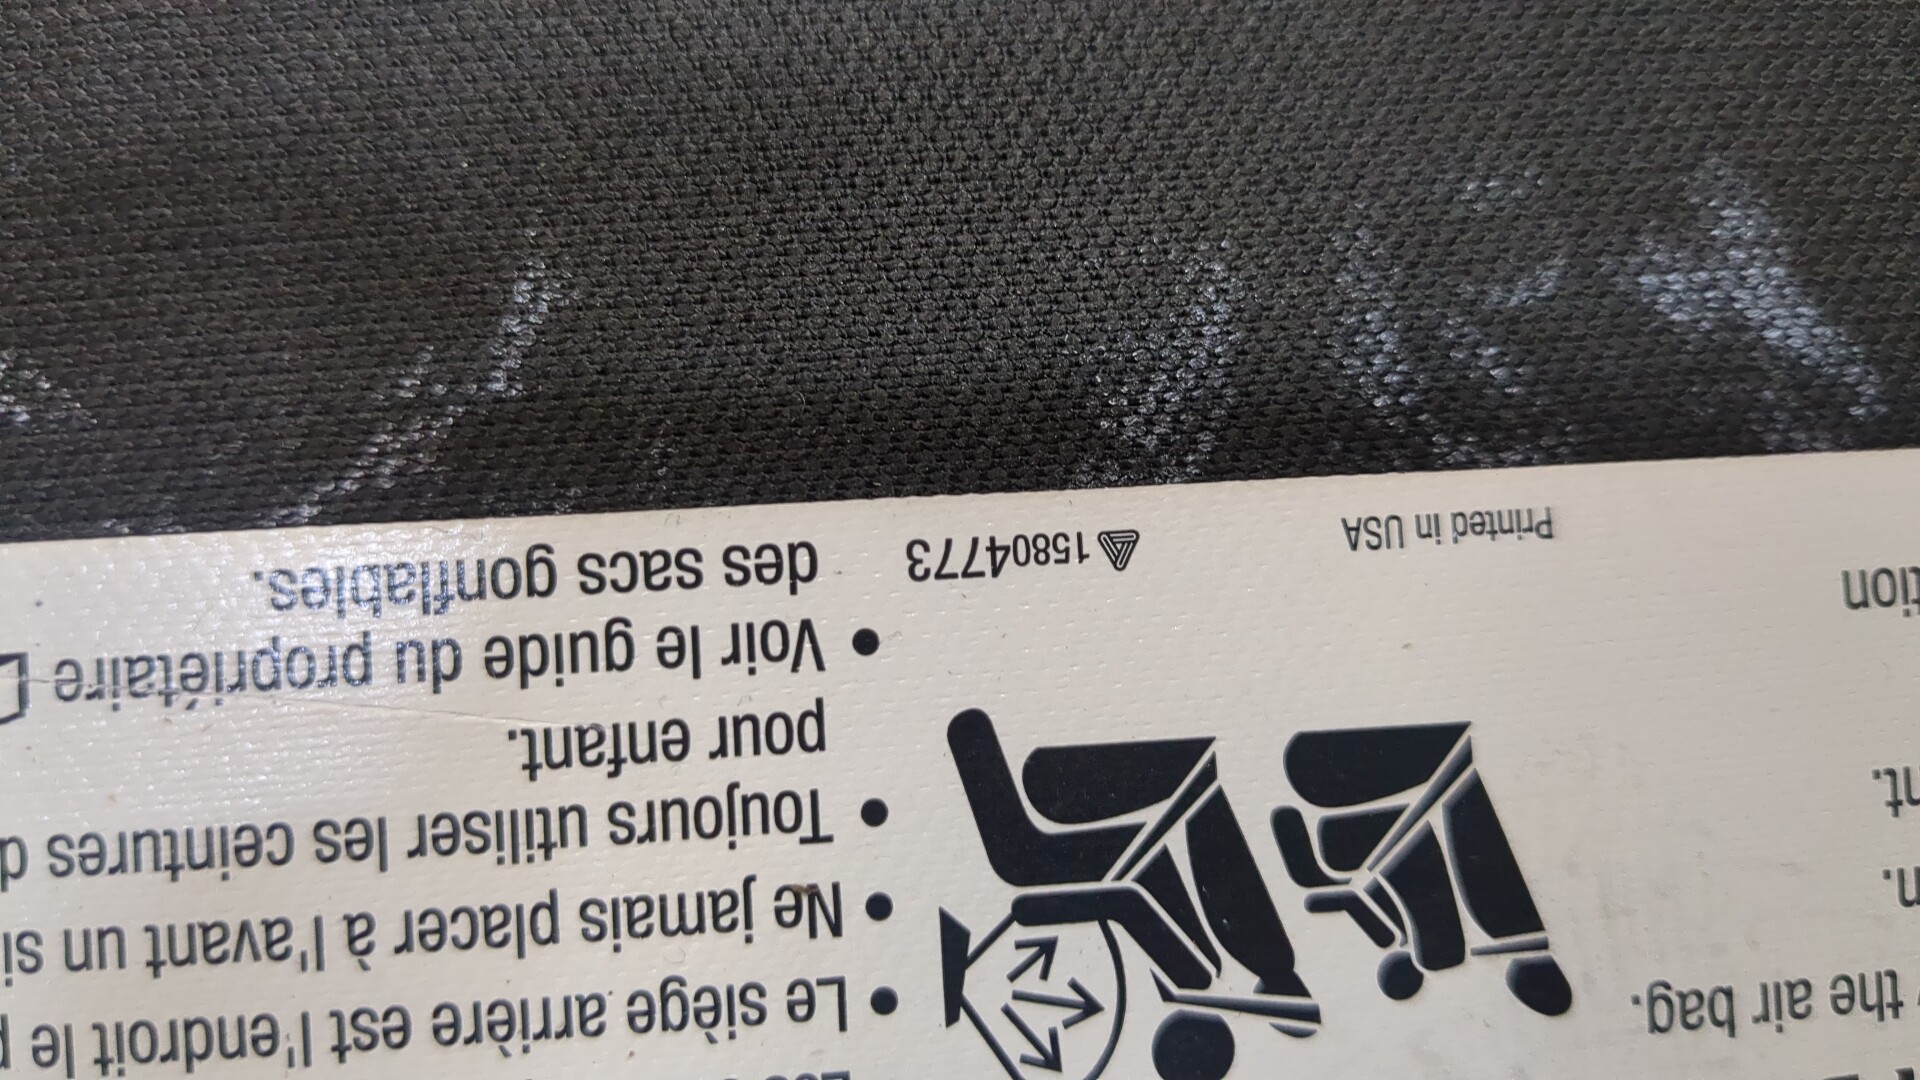 the air bag.
Le siège arrière est l'endroit le
• Ne jamais placer à l'avant un
• Toujours utiliser les ceintures
pour enfant.
• Voir le guide du propriétaire
des sacs gonflables.
15804773
Printed in USA